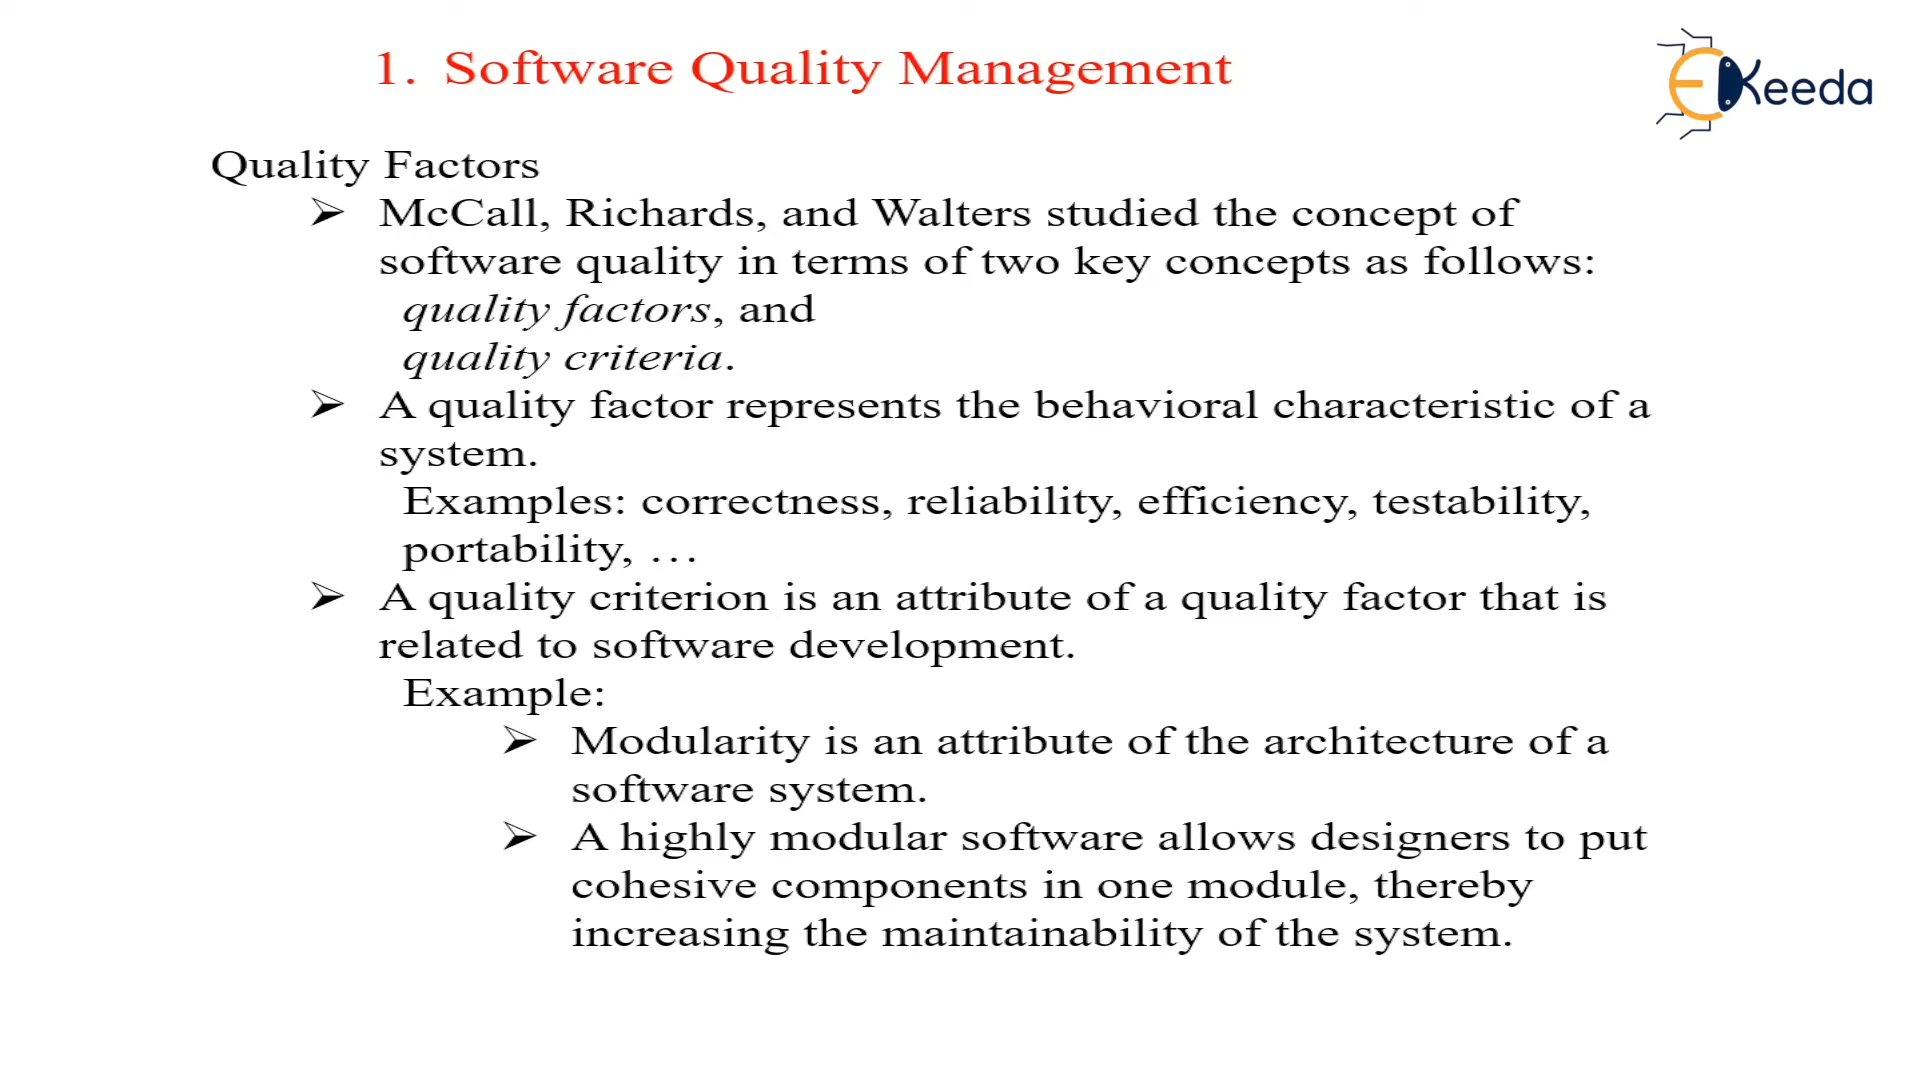 1. Software Quality Management
EKeeda
Quality Factors
➢ McCall, Richards, and Walters studied the concept of
software quality in terms of two key concepts as follows:
quality factors, and
quality criteria.
➢ A quality factor represents the behavioral characteristic of a
system.
Examples: correctness, reliability, efficiency, testability,
portability, …
➢ A quality criterion is an attribute of a quality factor that is
related to software development.
Example:
➢ Modularity is an attribute of the architecture of a
software system.
➢ A highly modular software allows designers to put
cohesive components in one module, thereby
increasing the maintainability of the system.